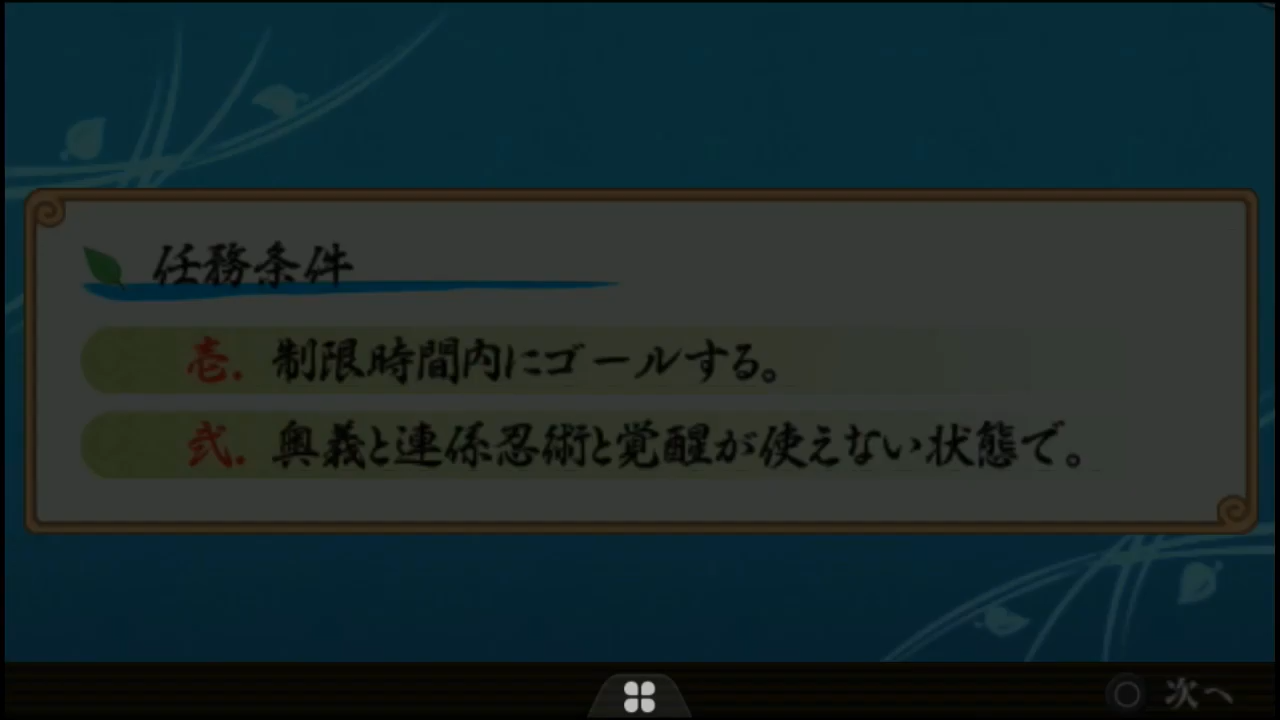 任務条件
壱. 制限時間内にゴールする。
弐. 奥義と連係忍術と覚醒が使えない状態で。
次へ